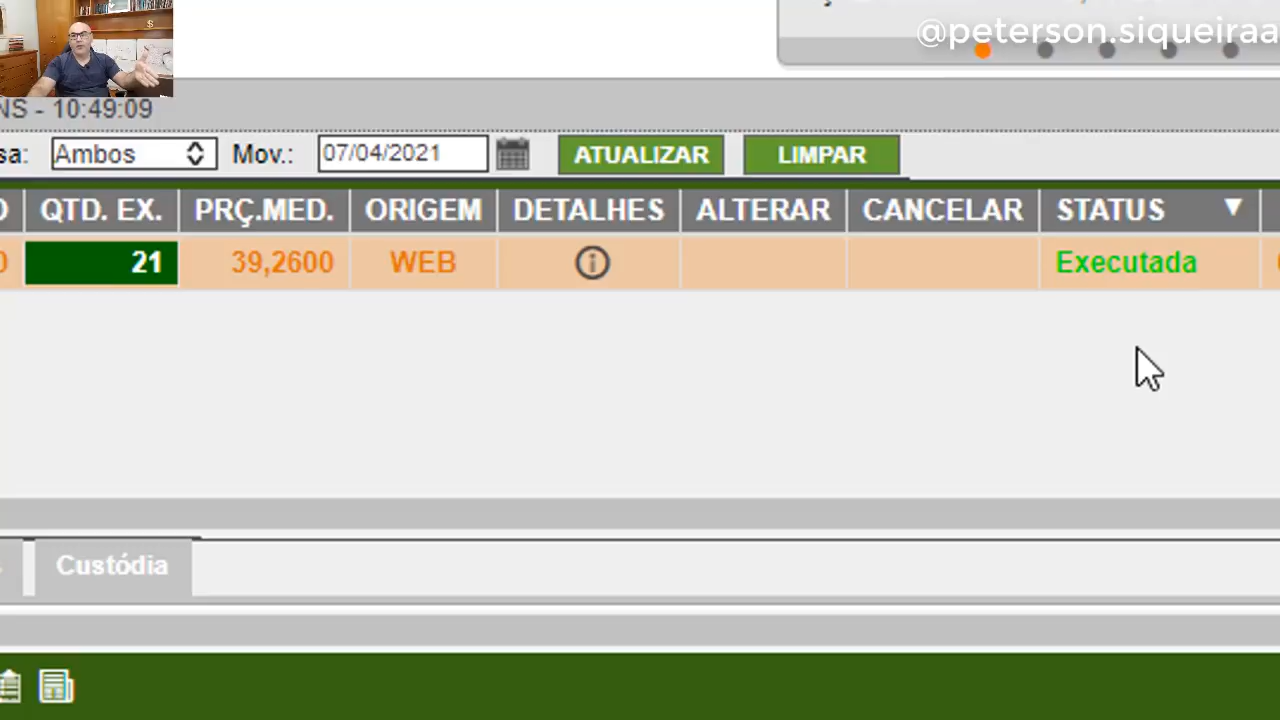 @peterson.siqueiraa
NS - 10:49:09
sa: Ambos Mov.: 07/04/2021 ATUALIZAR LIMPAR
QTD. EX. PRÇ.MED. ORIGEM DETALHES ALTERAR CANCELAR STATUS
21 39,2600 WEB Executada
Custódia